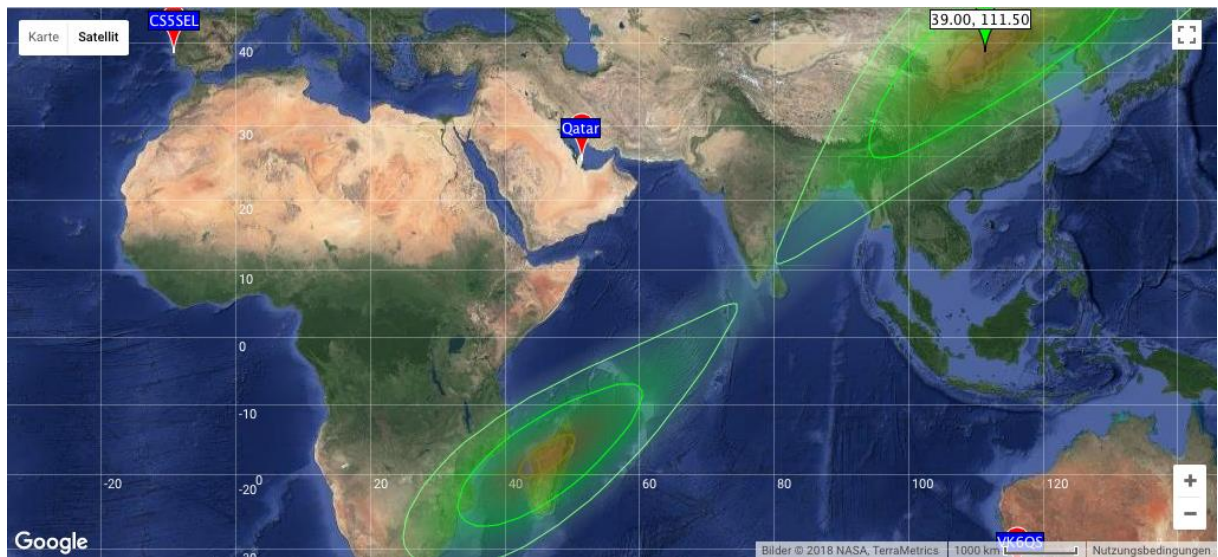 CS5SEL
39.00, 111.50
Karte Satellit
40
30
Qatar
20
10
0
-10
-20 0 20 40 60 80 100 120
-20
VK6QS
+
−
Google
Bilder © 2018 NASA, TerraMetrics 1000 km Nutzungsbedingungen